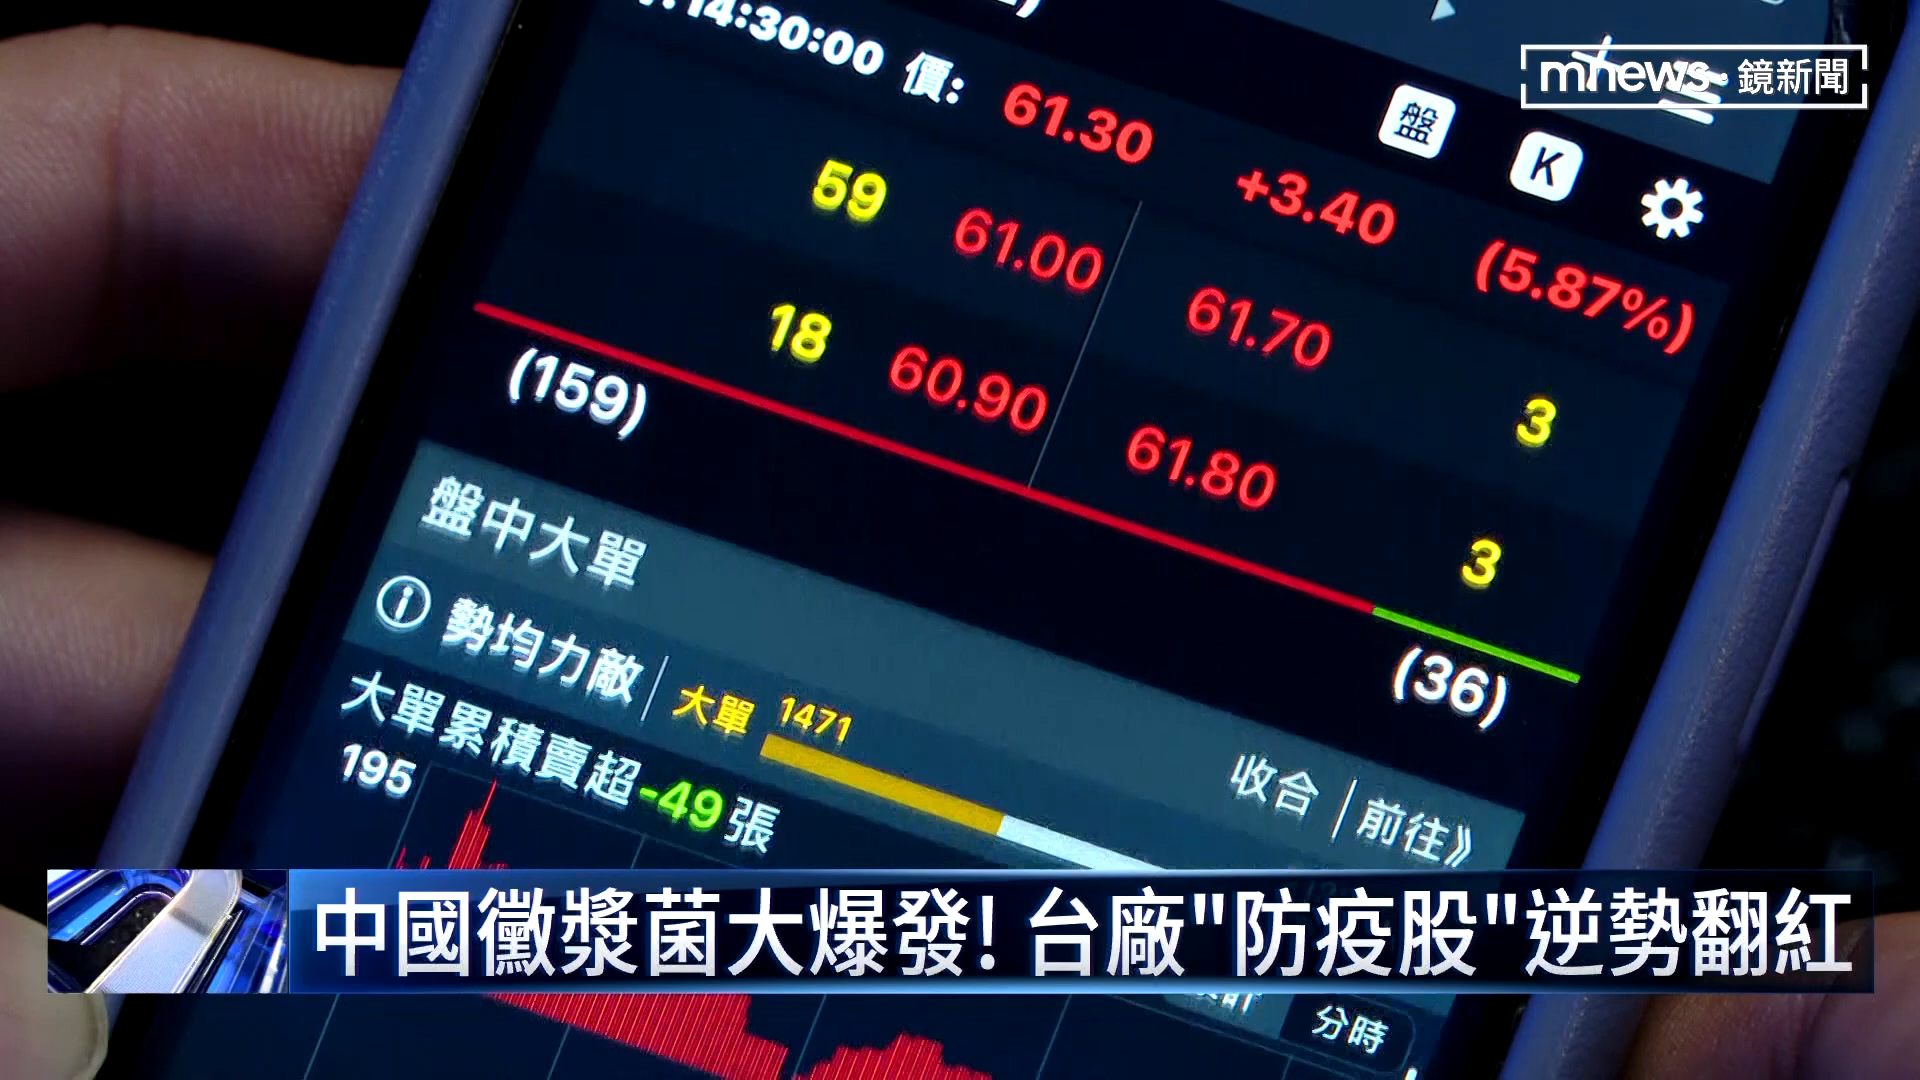 14:30:00 價: 61.30 +3.40 (5.87%)
盤
K
mnews·鏡新聞
59 61.00 61.70 3
18 60.90 61.80 3
(159) (36)
盤中大單
勢均力敵 大單 1471
收合 前往》
大單累積賣超-49張
195
中國黴漿菌大爆發! 台廠"防疫股"逆勢翻紅
分時